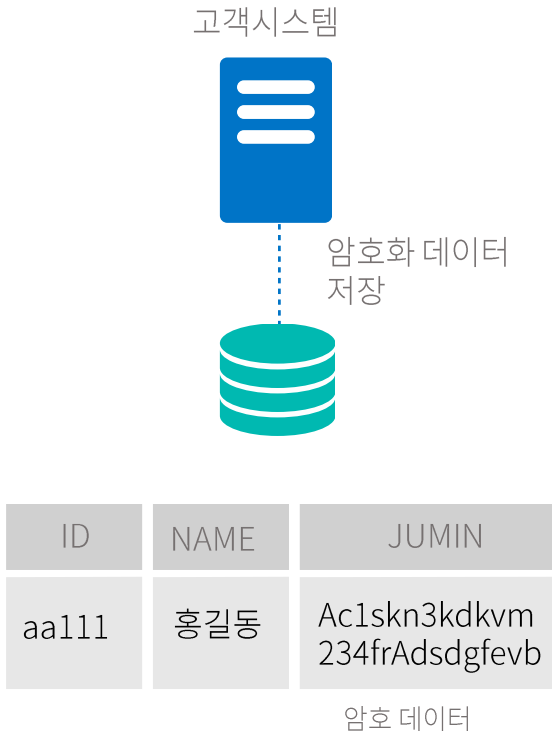 고객시스템
암호화 데이터
저장
ID NAME JUMIN
aa111 홍길동 Ac1skn3kdkvm
234frAdsdgfevb
암호 데이터